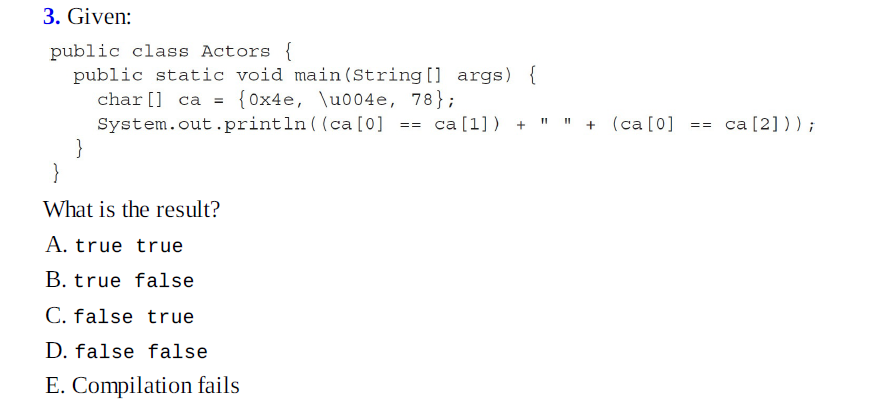 3. Given:
public class Actors {
  public static void main(String[] args) {
    char[] ca = {0x4e, \u004e, 78};
    System.out.println((ca[0] == ca[1]) + " " + (ca[0] == ca[2]));
  }
}
What is the result?
A. true true
B. true false
C. false true
D. false false
E. Compilation fails